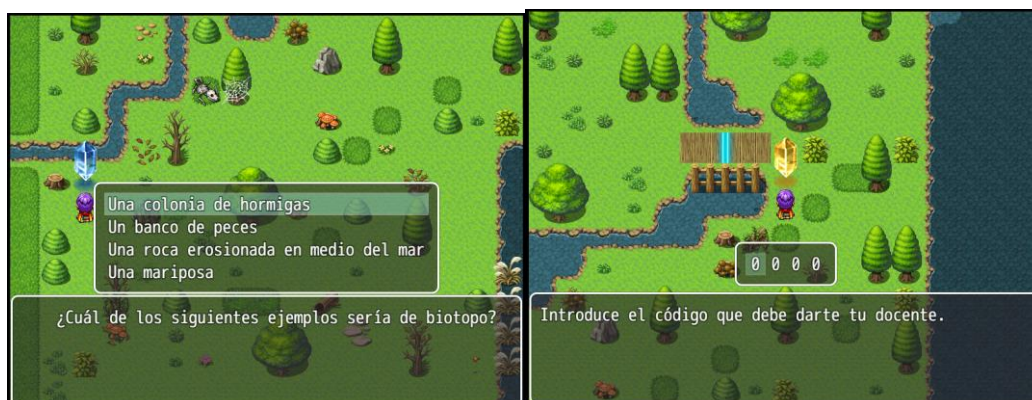 Una colonia de hormigas
Un banco de peces
Una roca erosionada en medio del mar
Una mariposa
¿Cuál de los siguientes ejemplos sería de biotopo?
0 0 0 0
Introduce el código que debe darte tu docente.